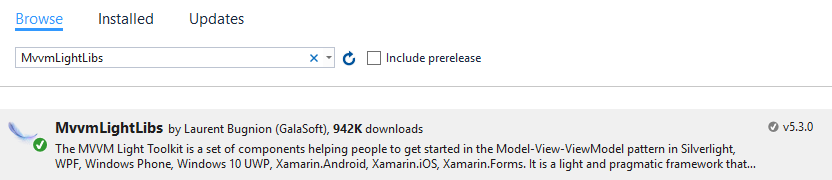 Browse Installed Updates
MvvmLightLibs Include prerelease
MvvmLightLibs by Laurent Bugnion (GalaSoft), 942K downloads v5.3.0
The MVVM Light Toolkit is a set of components helping people to get started in the Model-View-ViewModel pattern in Silverlight,
WPF, Windows Phone, Windows 10 UWP, Xamarin.Android, Xamarin.iOS, Xamarin.Forms. It is a light and pragmatic framework that...